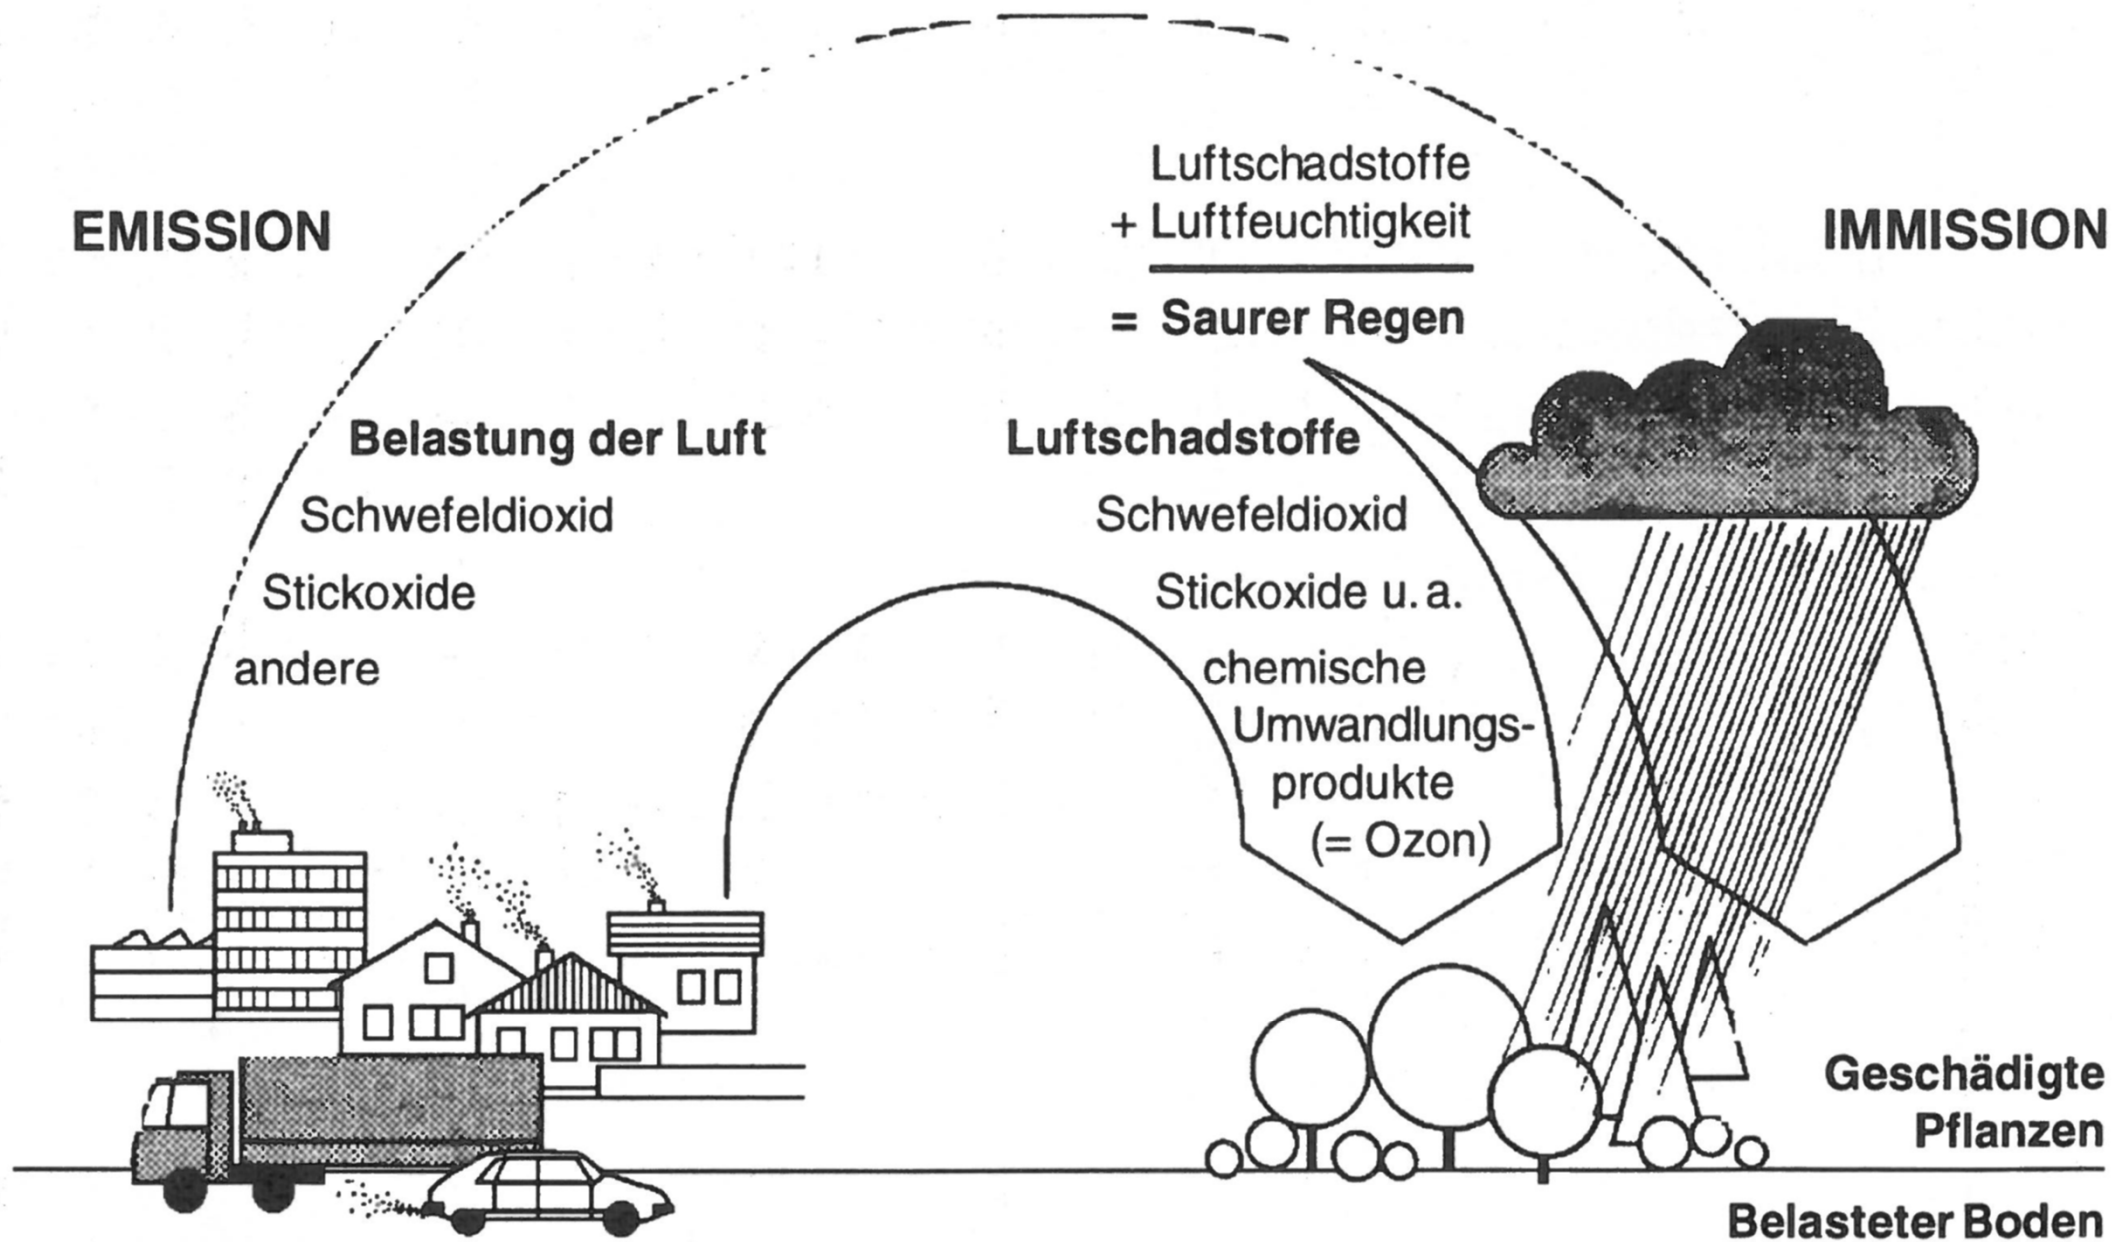 EMISSION
IMMISSION
Luftschadstoffe
+ Luftfeuchtigkeit
= Saurer Regen
Belastung der Luft
Schwefeldioxid
Stickoxide
andere
Luftschadstoffe
Schwefeldioxid
Stickoxide u. a.
chemische
Umwandlungs-
produkte
(= Ozon)
Geschädigte
Pflanzen
Belasteter Boden